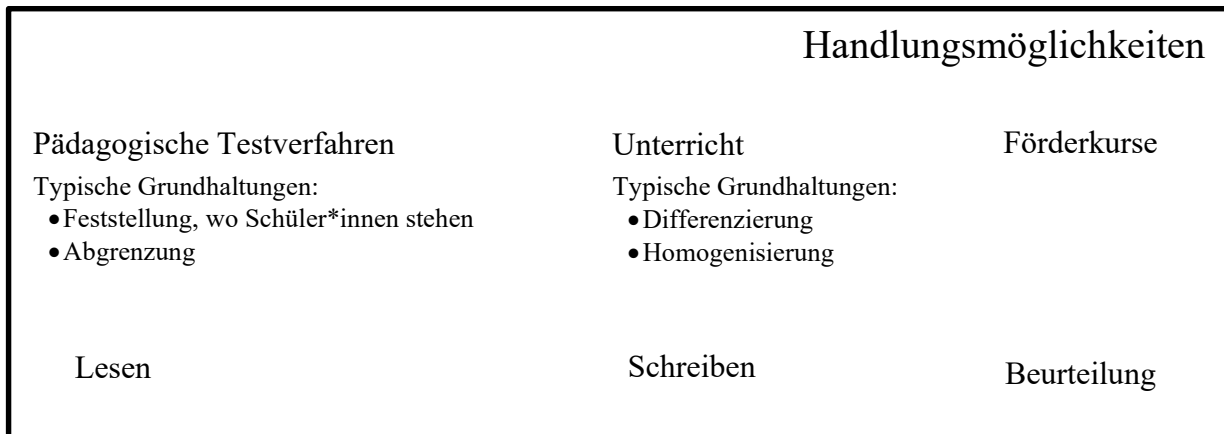 Handlungsmöglichkeiten
Pädagogische Testverfahren
Typische Grundhaltungen:
•Feststellung, wo Schüler*innen stehen
•Abgrenzung
Unterricht
Typische Grundhaltungen:
•Differenzierung
•Homogenisierung
Förderkurse
Lesen
Schreiben
Beurteilung